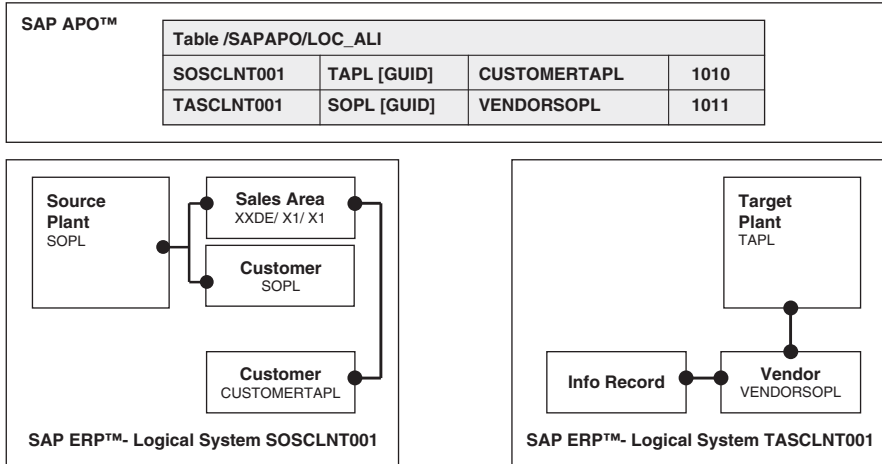 SAP APO™
Table /SAPAPO/LOC_ALI
SOSCLNT001 TAPL [GUID] CUSTOMERTAPL 1010
TASCLNT001 SOPL [GUID] VENDORSOPL 1011
Source
Plant
SOPL
Sales Area
XXDE/ X1/ X1
Customer
SOPL
Customer
CUSTOMERTAPL
SAP ERP™- Logical System SOSCLNT001
Target
Plant
TAPL
Info Record
Vendor
VENDORSOPL
SAP ERP™- Logical System TASCLNT001